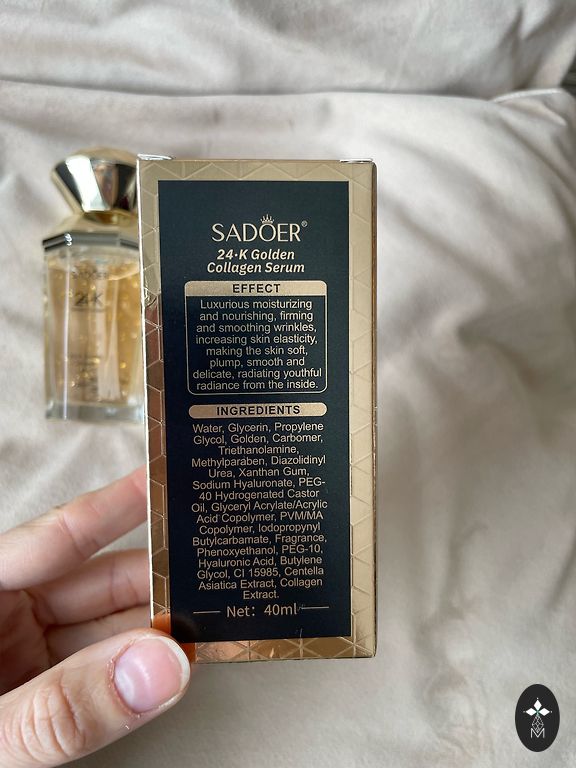 SADOER®
24·K Golden
Collagen Serum
EFFECT
Luxurious moisturizing
and nourishing, firming
and smoothing wrinkles,
increasing skin elasticity,
making the skin soft,
plump, smooth and
delicate, radiating youthful
radiance from the inside.
INGREDIENTS
Water, Glycerin, Propylene
Glycol, Golden, Carbomer,
Triethanolamine,
Methylparaben, Diazolidinyl
Urea, Xanthan Gum,
Sodium Hyaluronate, PEG-
40 Hydrogenated Castor
Oil, Glyceryl Acrylate/Acrylic
Acid Copolymer, PVM/MA
Copolymer, Iodopropynyl
Butylcarbamate, Fragrance,
Phenoxyethanol, PEG-10,
Hyaluronic Acid, Butylene
Glycol, CI 15985, Centella
Asiatica Extract, Collagen
Extract.
Net: 40ml
SADOER
24·K
M